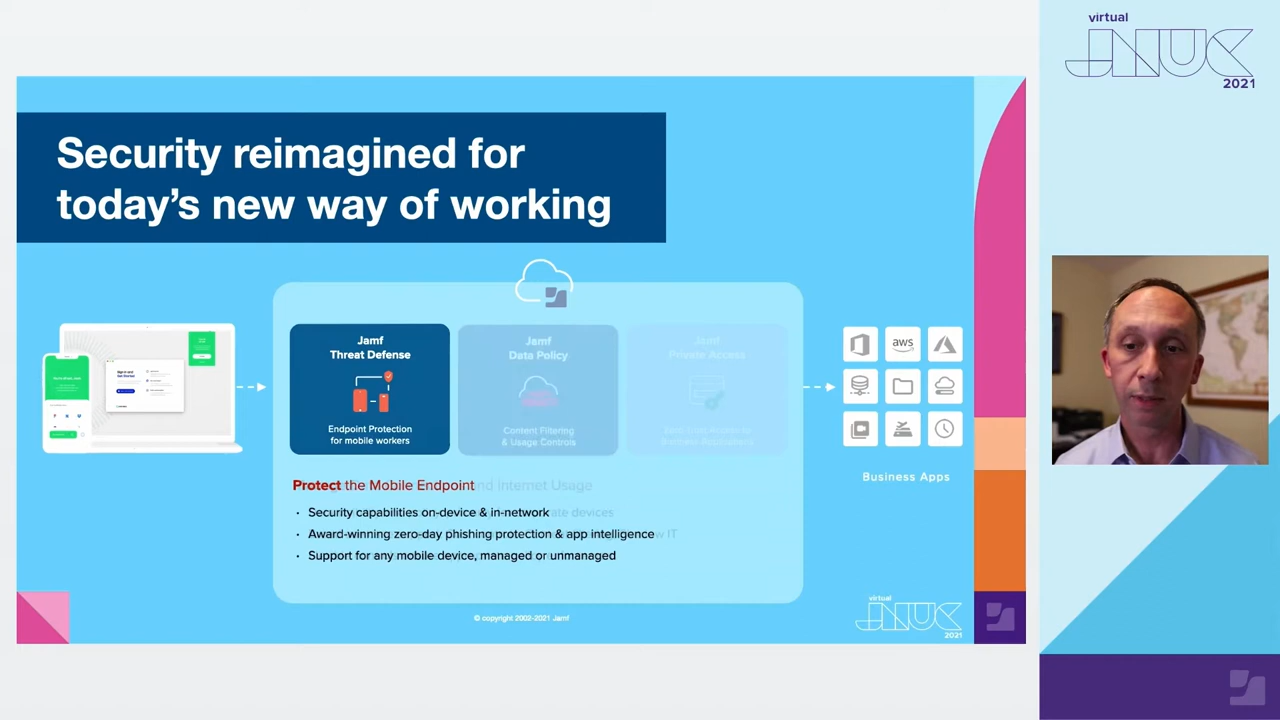 virtual
JNUC
2021
Security reimagined for
today's new way of working
Jamf
Threat Defense
Endpoint Protection
for mobile workers
Jamf
Data Policy
Content Filtering
& Usage Controls
Jamf
Private Access
aws
Business Apps
Protect the Mobile Endpoint
· Security capabilities on-device & in-network
· Award-winning zero-day phishing protection & app intelligence
· Support for any mobile device, managed or unmanaged
© copyright 2002-2021 Jamf
virtual
JNUC
2021